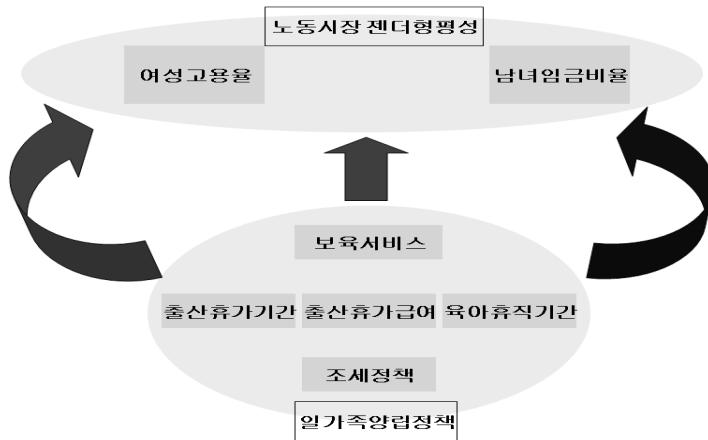 노동시장 젠더형평성
여성고용율
남녀임금비율
보육서비스
출산휴가기간
출산휴가급여
육아휴직기간
조세정책
일가족양립정책